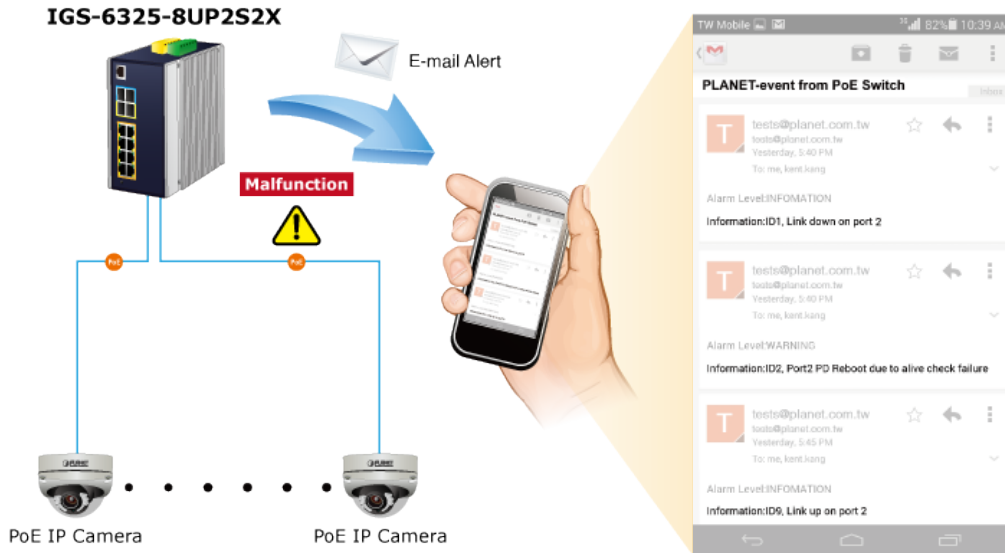 IGS-6325-8UP2S2X
E-mail Alert
Malfunction
PoE
PoE
PLANET
PLANET
PoE IP Camera
PoE IP Camera
TW Mobile
3G 82% 10:39 AM
PLANET-event from PoE Switch
Inbox
T
tests@planet.com.tw
tests@planet.com.tw
Yesterday, 5:40 PM
To: me, kent.kang
Alarm Level:INFOMATION
Information:ID1, Link down on port 2
T
tests@planet.com.tw
tests@planet.com.tw
Yesterday, 5:40 PM
To: me, kent.kang
Alarm Level:WARNING
Information:ID2, Port2 PD Reboot due to alive check failure
T
tests@planet.com.tw
tests@planet.com.tw
Yesterday, 5:45 PM
To: me, kent.kang
Alarm Level:INFOMATION
Information:ID9, Link up on port 2